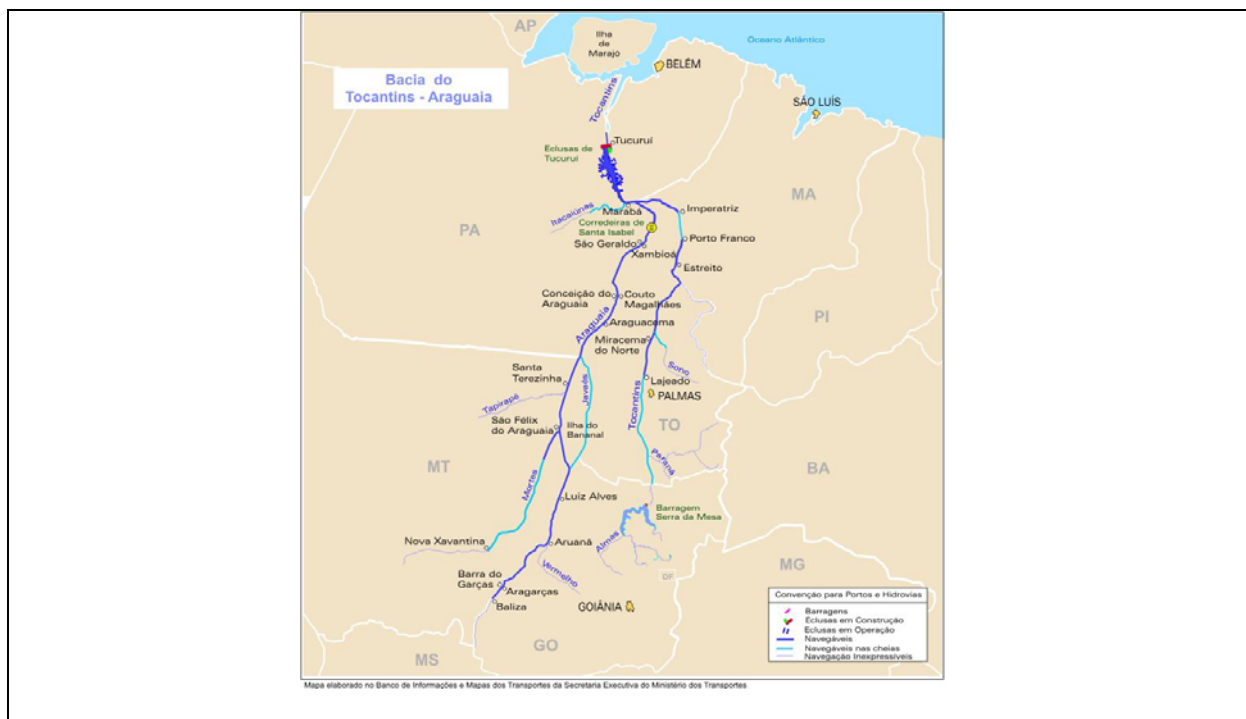 AP
Ilha
de
Marajó
Oceano Atlântico
BELÉM
Bacia do
Tocantins - Araguaia
Tocantins
SÃO LUÍS
Tucuruí
Eclusas de
Tucuruí
MA
Itacaiúnas
Marabá
Imperatriz
Corredeiras de
Santa Isabel
PA
São Geraldo
Porto Franco
Xambioá
Estreito
Conceição do
Araguaia
Couto
Magalhães
Araguaia
Araguacema
PI
Miracema
do Norte
Sono
Santa
Terezinha
Javaés
Lajeado
PALMAS
Tapirapé
Tocantins
São Félix
do Araguaia
Ilha do
Bananal
TO
Paraná
MT
BA
Mortes
Luiz Alves
Barragem
Serra da Mesa
Almas
Nova Xavantina
Aruanã
Vermelho
DF
MG
Barra do
Garças
Aragarças
Baliza
GOIÂNIA
GO
MS
Convenção para Portos e Hidrovias
Barragens
Eclusas em Construção
Eclusas em Operação
Navegáveis
Navegáveis nas cheias
Navegação Inexpressíveis
Mapa elaborado no Banco de Informações e Mapas dos Transportes da Secretaria Executiva do Ministério dos Transportes